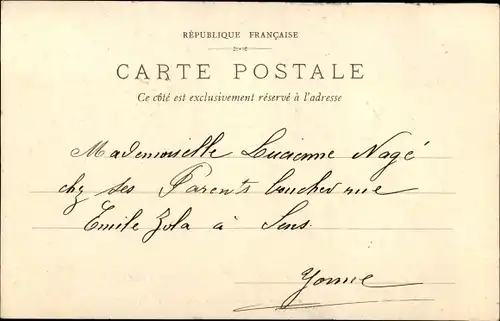 RÉPUBLIQUE FRANÇAISE
CARTE POSTALE
Ce côté est exclusivement réservé à l'adresse
Mademoiselle Lucienne Nagé
chz ses Parents boucher rue
Emile Zola à Sens.
Yonne